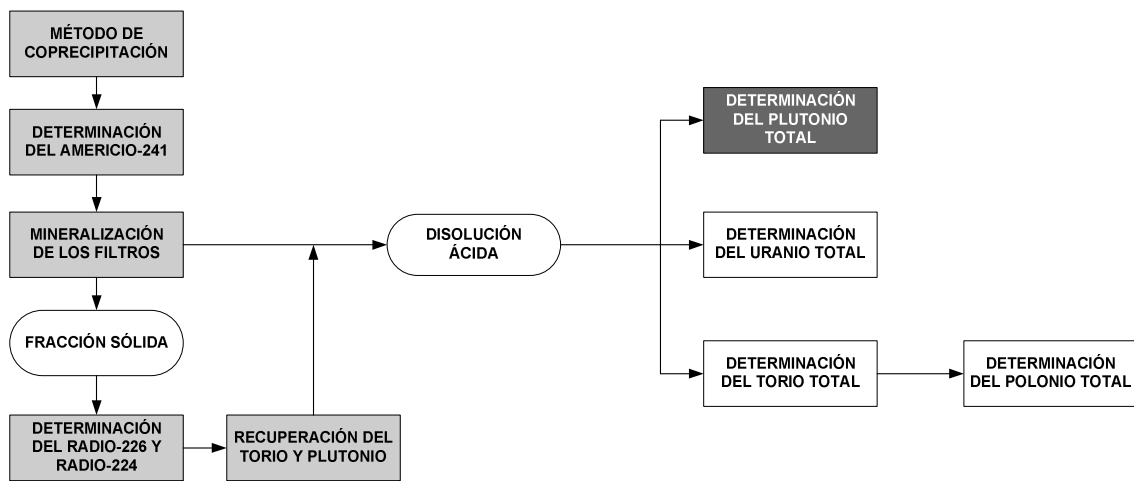 MÉTODO DE
COPRECIPITACIÓN
DETERMINACIÓN
DEL AMERICIO-241
MINERALIZACIÓN
DE LOS FILTROS
FRACCIÓN SÓLIDA
DETERMINACIÓN
DEL RADIO-226 Y
RADIO-224
RECUPERACIÓN DEL
TORIO Y PLUTONIO
DISOLUCIÓN
ÁCIDA
DETERMINACIÓN
DEL PLUTONIO
TOTAL
DETERMINACIÓN
DEL URANIO TOTAL
DETERMINACIÓN
DEL TORIO TOTAL
DETERMINACIÓN
DEL POLONIO TOTAL